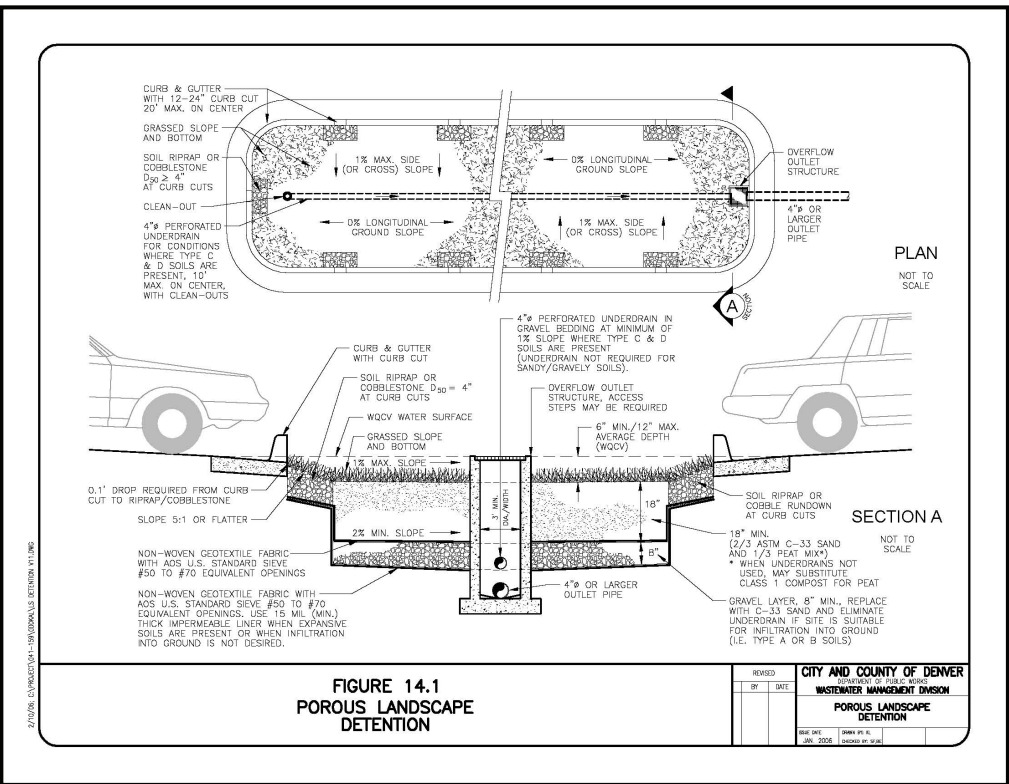 CURB & GUTTER
WITH 12-24" CURB CUT
20' MAX. ON CENTER
GRASSED SLOPE
AND BOTTOM
SOIL RIPRAP OR
COBBLESTONE
D50 ≥ 4"
AT CURB CUTS
CLEAN-OUT
4"ø PERFORATED
UNDERDRAIN
FOR CONDITIONS
WHERE TYPE C
& D SOILS ARE
PRESENT, 10'
MAX. ON CENTER,
WITH CLEAN-OUTS
1% MAX. SIDE
(OR CROSS) SLOPE
0% LONGITUDINAL
GROUND SLOPE
0% LONGITUDINAL
GROUND SLOPE
1% MAX. SIDE
(OR CROSS) SLOPE
OVERFLOW
OUTLET
STRUCTURE
4"ø OR
LARGER
OUTLET
PIPE
PLAN
NOT TO
SCALE
A
SECTION
CURB & GUTTER
WITH CURB CUT
SOIL RIPRAP OR
COBBLESTONE D50 = 4"
AT CURB CUTS
WQCV WATER SURFACE
GRASSED SLOPE
AND BOTTOM
1% MAX. SLOPE
4"ø PERFORATED UNDERDRAIN IN
GRAVEL BEDDING AT MINIMUM OF
1% SLOPE WHERE TYPE C & D
SOILS ARE PRESENT
(UNDERDRAIN NOT REQUIRED FOR
SANDY/GRAVELY SOILS).
OVERFLOW OUTLET
STRUCTURE, ACCESS
STEPS MAY BE REQUIRED
6" MIN./12" MAX.
AVERAGE DEPTH
(WQCV)
0.1' DROP REQUIRED FROM CURB
CUT TO RIPRAP/COBBLESTONE
SLOPE 5:1 OR FLATTER
2% MIN. SLOPE
3' MIN.
DIA/WIDTH
18"
8"
SOIL RIPRAP OR
COBBLE RUNDOWN
AT CURB CUTS
SECTION A
NOT TO
SCALE
NON-WOVEN GEOTEXTILE FABRIC
WITH AOS U.S. STANDARD SIEVE
#50 TO #70 EQUIVALENT OPENINGS
NON-WOVEN GEOTEXTILE FABRIC WITH
AOS U.S. STANDARD SIEVE #50 TO #70
EQUIVALENT OPENINGS. USE 15 MIL (MIN.)
THICK IMPERMEABLE LINER WHEN EXPANSIVE
SOILS ARE PRESENT OR WHEN INFILTRATION
INTO GROUND IS NOT DESIRED.
4"ø OR LARGER
OUTLET PIPE
18" MIN.
(2/3 ASTM C-33 SAND
AND 1/3 PEAT MIX*)
* WHEN UNDERDRAINS NOT
USED, MAY SUBSTITUTE
CLASS 1 COMPOST FOR PEAT
GRAVEL LAYER, 8" MIN., REPLACE
WITH C-33 SAND AND ELIMINATE
UNDERDRAIN IF SITE IS SUITABLE
FOR INFILTRATION INTO GROUND
(I.E. TYPE A OR B SOILS)
FIGURE 14.1
POROUS LANDSCAPE
DETENTION
REVISED
BY DATE
CITY AND COUNTY OF DENVER
DEPARTMENT OF PUBLIC WORKS
WASTEWATER MANAGEMENT DIVISION
POROUS LANDSCAPE
DETENTION
ISSUE DATE
JAN. 2006
DRAWN BY:
CHECKED BY: